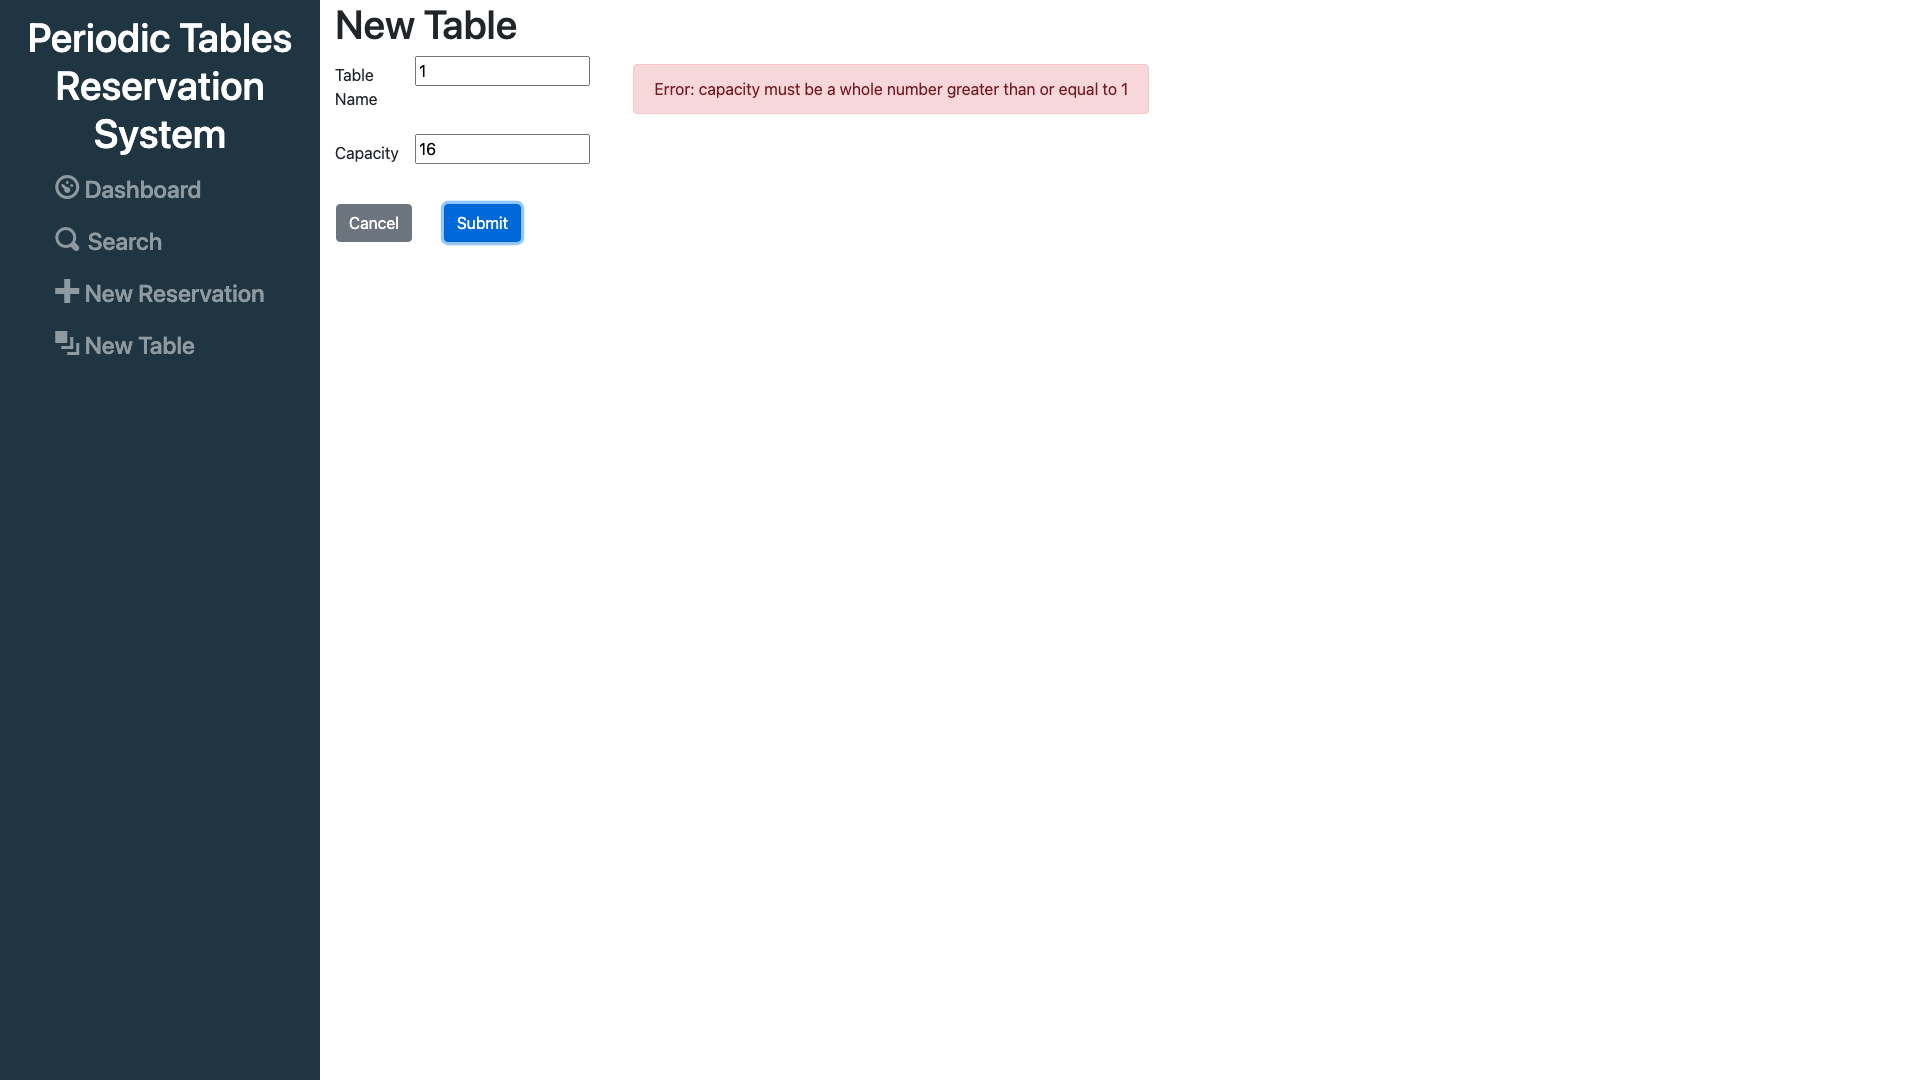 Periodic Tables
Reservation
System
Dashboard
Search
New Reservation
New Table
New Table
Table
Name
1
Error: capacity must be a whole number greater than or equal to 1
Capacity
16
Cancel
Submit